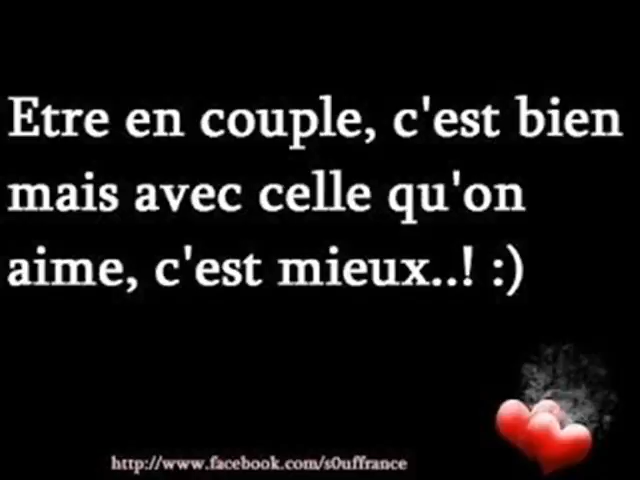 Etre en couple, c'est bien
mais avec celle qu'on
aime, c'est mieux..! :)
http://www.facebook.com/s0uffrance